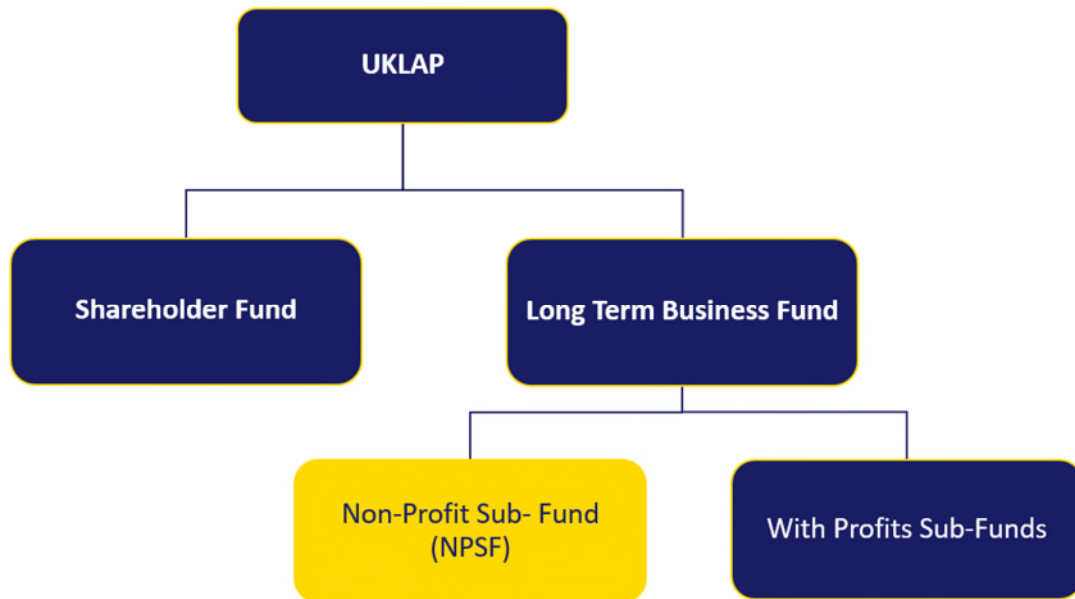 UKLAP
Shareholder Fund
Long Term Business Fund
Non-Profit Sub- Fund
(NPSF)
With Profits Sub-Funds